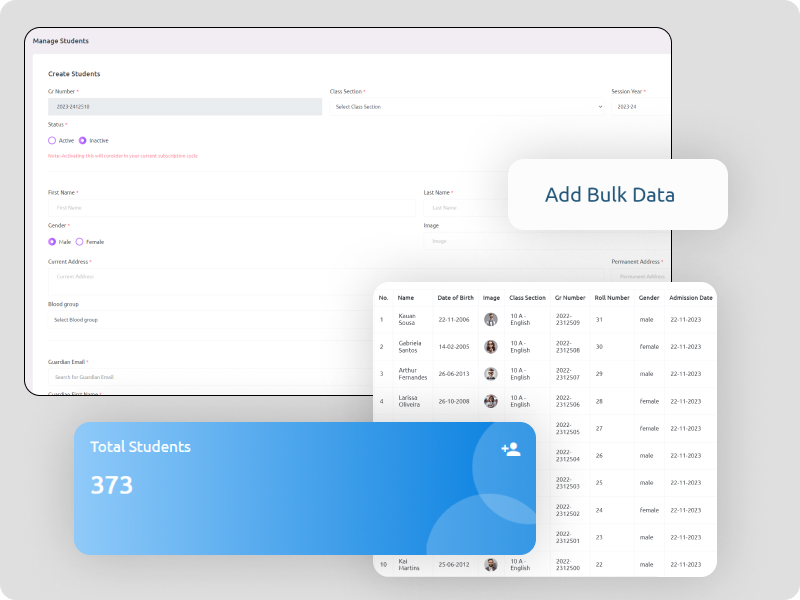 Manage Students
Create Students
Gr Number *
Class Section *
Session Year *
2023-2412510
Select Class Section
2023-24
Status *
Active
Inactive
Note:-Activating this will consider in your current subscription cycle
Add Bulk Data
First Name *
Last Name *
First Name
Last Name
Gender *
Image
Male
Female
Image
Current Address *
Permanent Address *
Current Address
Permanent Address
Blood group
Select Blood group
Guardian Email *
Search for Guardian Email
Guardian First Name *
No. Name Date of Birth Image Class Section Gr Number Roll Number Gender Admission Date
1 Kauan Sousa 22-11-2006 10 A - English 2022-2312509 31 male 22-11-2023
2 Gabriela Santos 14-02-2005 10 A - English 2022-2312508 30 female 22-11-2023
3 Arthur Fernandes 26-06-2013 10 A - English 2022-2312507 29 male 22-11-2023
4 Larissa Oliveira 26-10-2008 10 A - English 2022-2312506 28 female 22-11-2023
2022-2312505 27 female 22-11-2023
2022-2312504 26 male 22-11-2023
2022-2312503 25 male 22-11-2023
2022-2312502 24 female 22-11-2023
2022-2312501 23 male 22-11-2023
10 Kai Martins 25-06-2012 10 A - English 2022-2312500 22 male 22-11-2023
Total Students
373